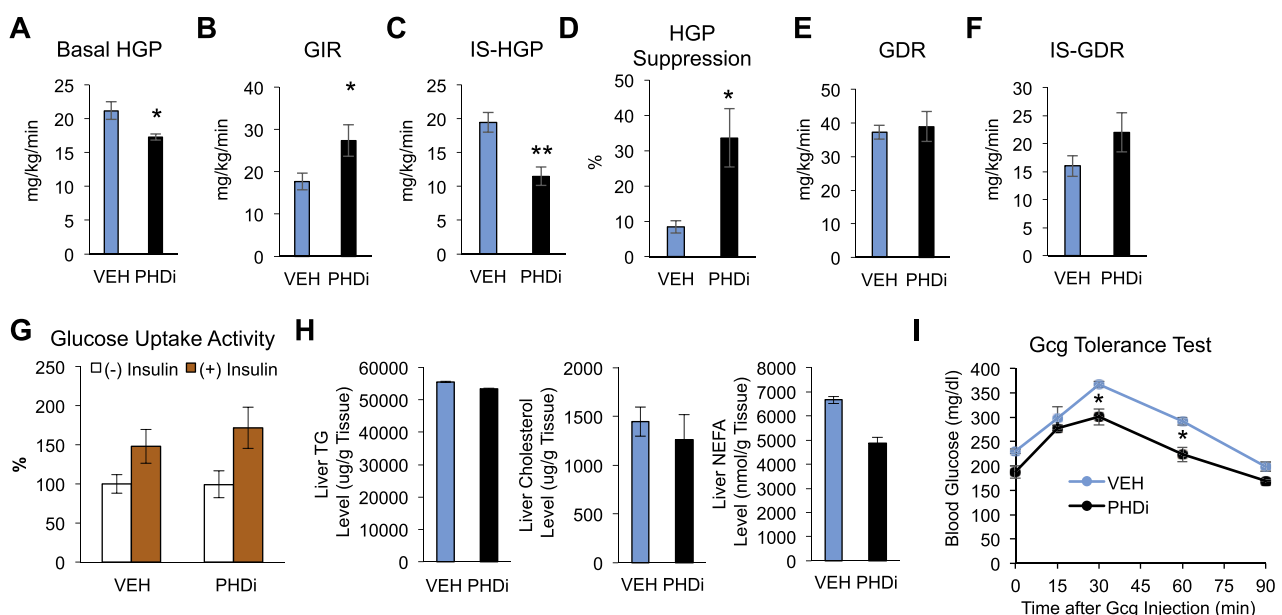 A
Basal HGP
mg/kg/min
25
20
15
10
5
0
*
VEH PHDi
B
GIR
mg/kg/min
40
30
20
10
0
*
VEH PHDi
C
IS-HGP
mg/kg/min
25
20
15
10
5
0
**
VEH PHDi
D
HGP
Suppression
%
50
40
30
20
10
0
*
VEH PHDi
E
GDR
mg/kg/min
50
40
30
20
10
0
VEH PHDi
F
IS-GDR
mg/kg/min
30
25
20
15
10
5
0
VEH PHDi
G
Glucose Uptake Activity
(-) Insulin (+) Insulin
%
250
200
150
100
50
0
VEH PHDi
H
Liver TG
Level (ug/g Tissue)
60000
50000
40000
30000
20000
10000
0
VEH PHDi
Liver Cholesterol
Level (ug/g Tissue)
2000
1500
1000
500
0
VEH PHDi
Liver NEFA
Level (nmol/g Tissue)
8000
7000
6000
5000
4000
3000
2000
1000
0
VEH PHDi
I
Gcg Tolerance Test
Blood Glucose (mg/dl)
400
350
300
250
200
150
100
50
0
*
*
VEH
PHDi
0 15 30 45 60 75 90
Time after Gcg Injection (min)